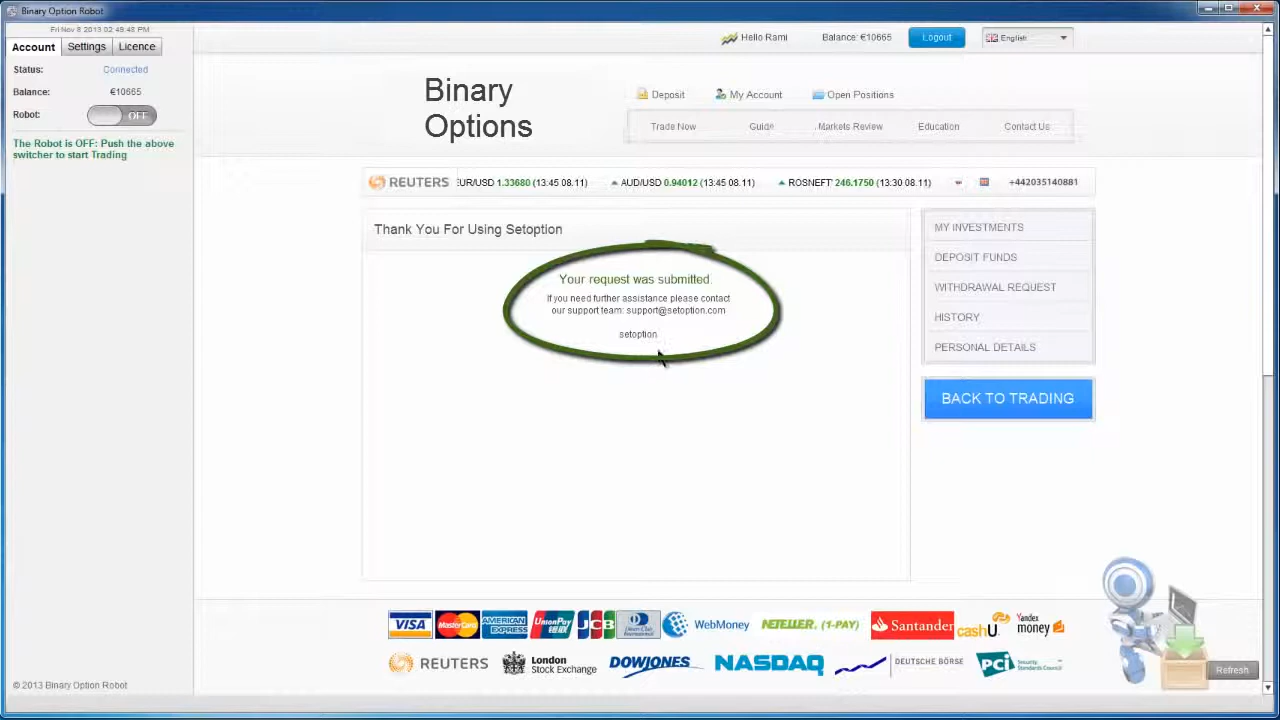 Binary Option Robot
Fri Nov 8 2013 02:48:48 PM
Account Settings Licence
Status: Connected
Balance: €10665
Robot: OFF
The Robot is OFF: Push the above
switcher to start Trading
Hello Rami Balance: €10665 Logout English
Binary
Options
Deposit My Account Open Positions
Trade Now Guide Markets Review Education Contact Us
REUTERS EUR/USD 1.33680 (13:45 08.11) AUD/USD 0.94012 (13:45 08.11) ROSNEFT 246.1750 (13:30 08.11) +442035140881
Thank You For Using Setoption
Your request was submitted.
If you need further assistance please contact
our support team: support@setoption.com
setoption
MY INVESTMENTS
DEPOSIT FUNDS
WITHDRAWAL REQUEST
HISTORY
PERSONAL DETAILS
BACK TO TRADING
VISA MasterCard AMERICAN EXPRESS UnionPay JCB Diners Club International WebMoney NETELLER (1-PAY) Santander cashU Yandex money
REUTERS London Stock Exchange DOWJONES NASDAQ DEUTSCHE BÖRSE PCI Security Standards Council
Refresh
© 2013 Binary Option Robot